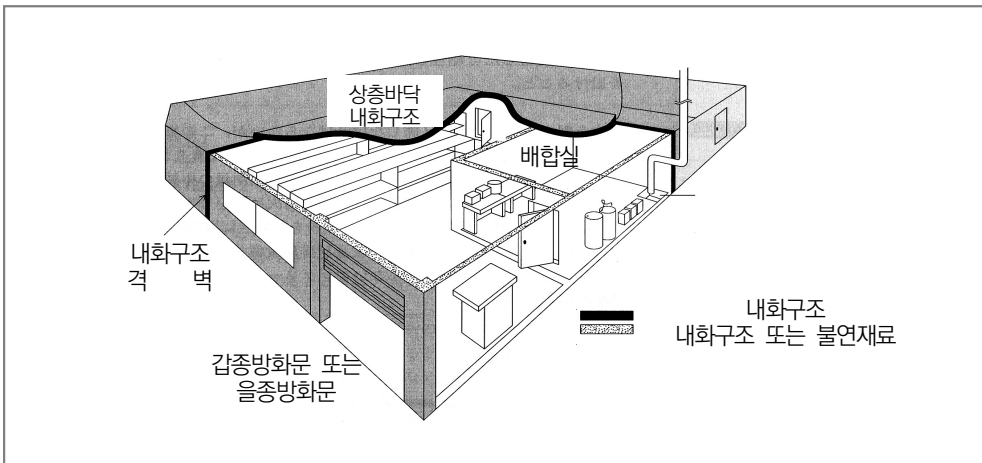 상층바닥
내화구조
배합실
내화구조
격 벽
갑종방화문 또는
을종방화문
내화구조
내화구조 또는 불연재료